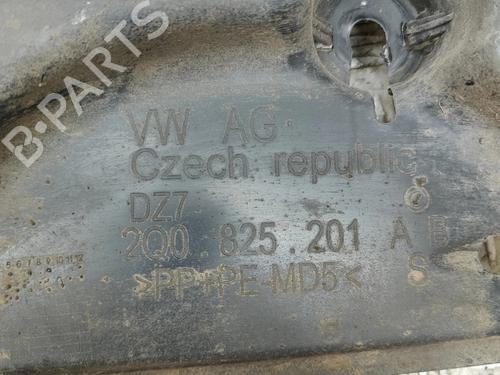 B-PARTS
VW AG
Czech republic
DZ7
2Q0 825 201 A B
>PP+PE-MD5< S